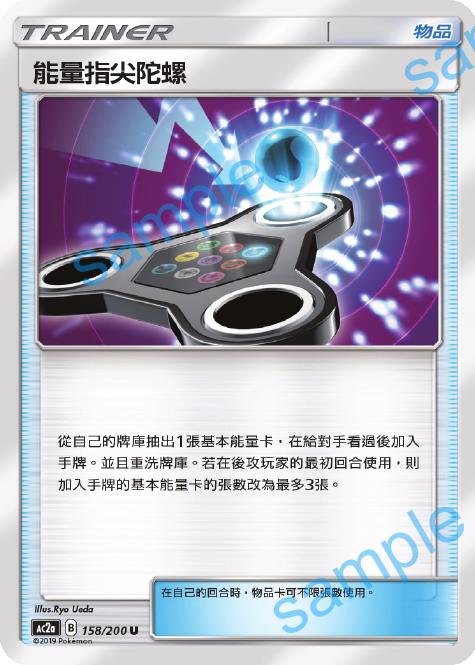 TRAINER
物品
能量指尖陀螺
sample
sample
從自己的牌庫抽出1張基本能量卡，在給對手看過後加入
手牌。並且重洗牌庫。若在後攻玩家的最初回合使用，則
加入手牌的基本能量卡的張數改為最多3張。
sample
在自己的回合時，物品卡可不限張數使用。
Illus.Ryo Ueda
AC2a B 158/200 U
©2019 Pokémon